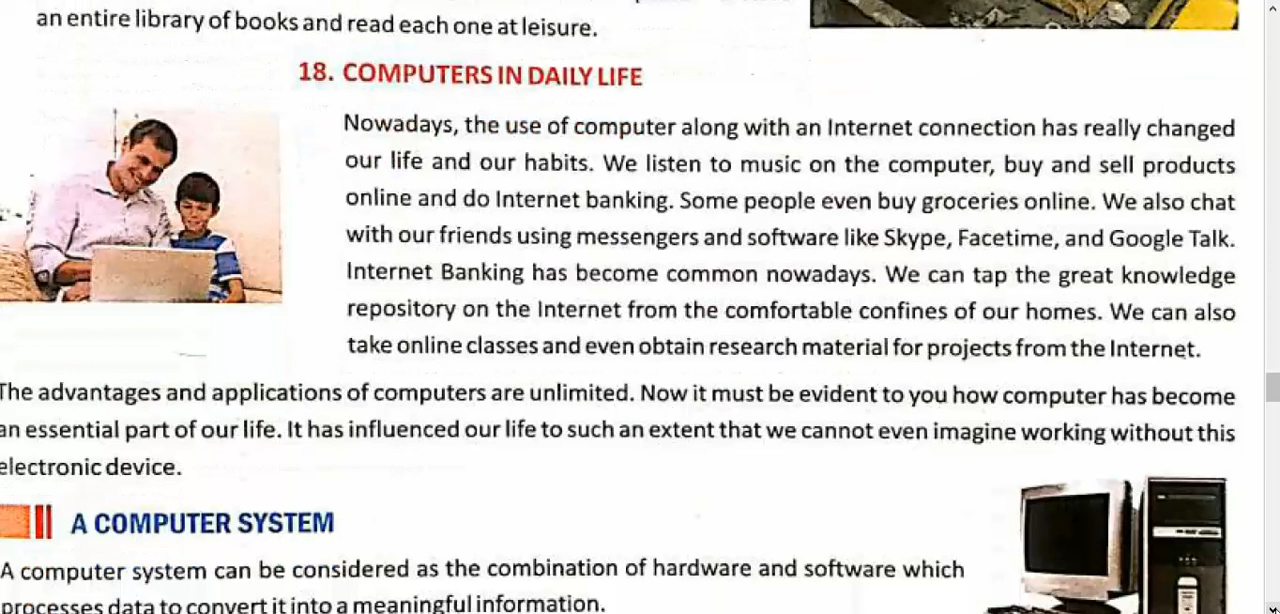 an entire library of books and read each one at leisure.
18. COMPUTERS IN DAILY LIFE
Nowadays, the use of computer along with an Internet connection has really changed
our life and our habits. We listen to music on the computer, buy and sell products
online and do Internet banking. Some people even buy groceries online. We also chat
with our friends using messengers and software like Skype, Facetime, and Google Talk.
Internet Banking has become common nowadays. We can tap the great knowledge
repository on the Internet from the comfortable confines of our homes. We can also
take online classes and even obtain research material for projects from the Internet.
The advantages and applications of computers are unlimited. Now it must be evident to you how computer has become
an essential part of our life. It has influenced our life to such an extent that we cannot even imagine working without this
electronic device.
A COMPUTER SYSTEM
A computer system can be considered as the combination of hardware and software which
processes data to convert it into a meaningful information.